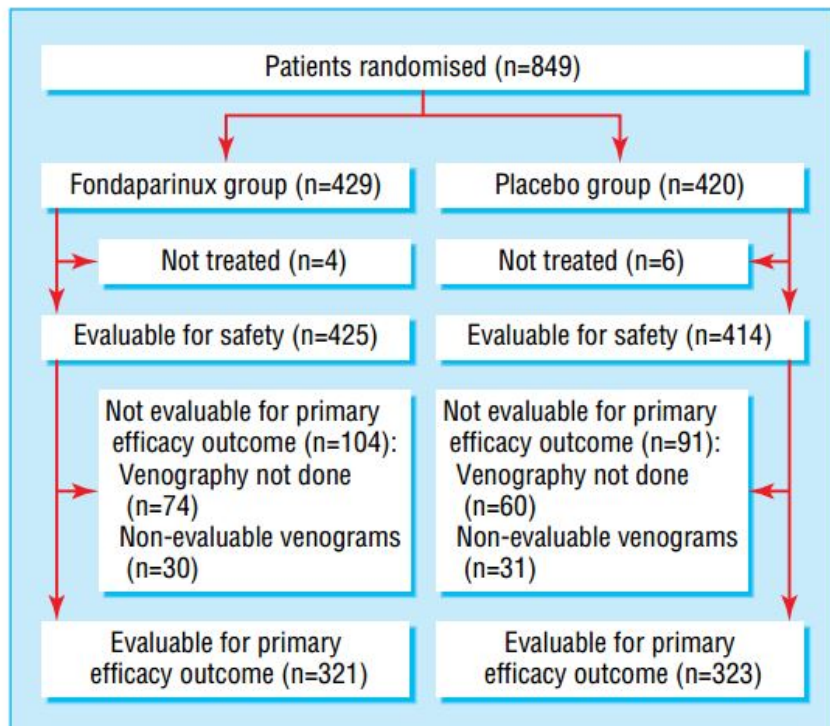 Patients randomised (n=849)
Fondaparinux group (n=429)
Placebo group (n=420)
Not treated (n=4)
Not treated (n=6)
Evaluable for safety (n=425)
Evaluable for safety (n=414)
Not evaluable for primary
efficacy outcome (n=104):
Venography not done
(n=74)
Non-evaluable venograms
(n=30)
Not evaluable for primary
efficacy outcome (n=91):
Venography not done
(n=60)
Non-evaluable venograms
(n=31)
Evaluable for primary
efficacy outcome (n=321)
Evaluable for primary
efficacy outcome (n=323)